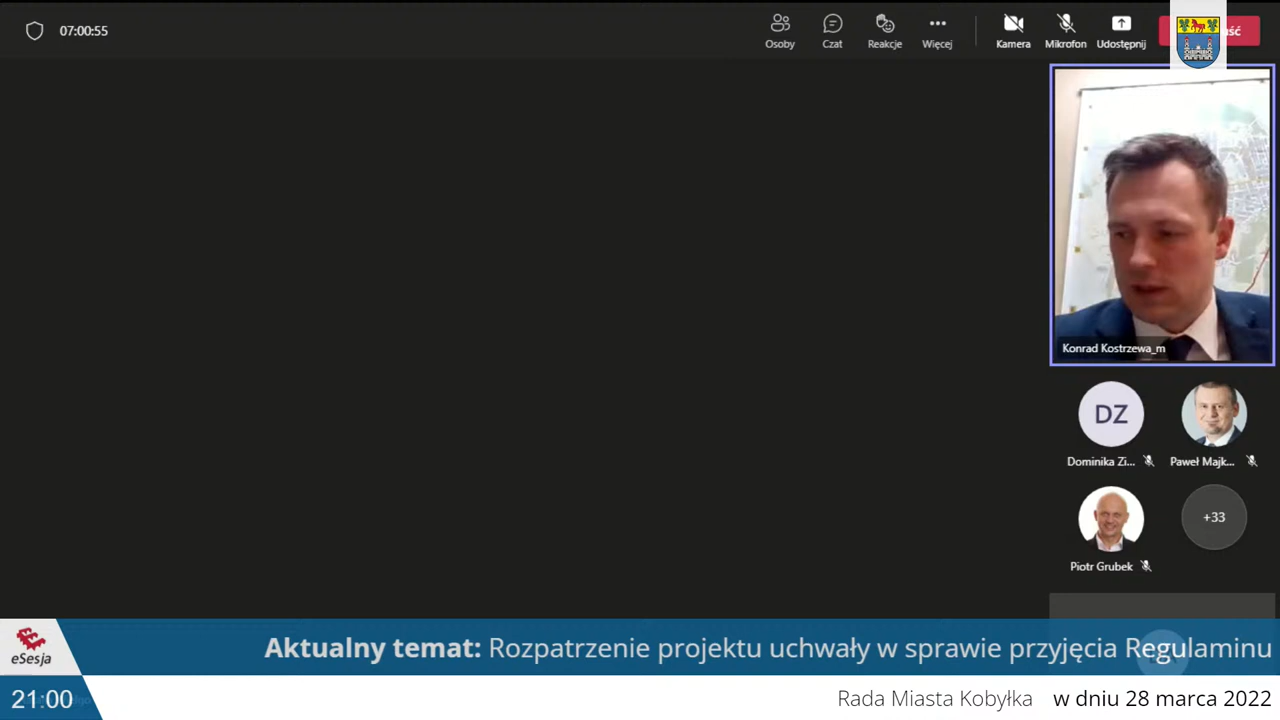 07:00:55
Osoby
Czat
Reakcje
Więcej
Kamera
Mikrofon
Udostępnij
Konrad Kostrzewa_m
DZ
Dominika Zi...
Paweł Majk...
Piotr Grubek
+33
eSesja
Aktualny temat: Rozpatrzenie projektu uchwały w sprawie przyjęcia Regulaminu
21:00
Rada Miasta Kobyłka w dniu 28 marca 2022